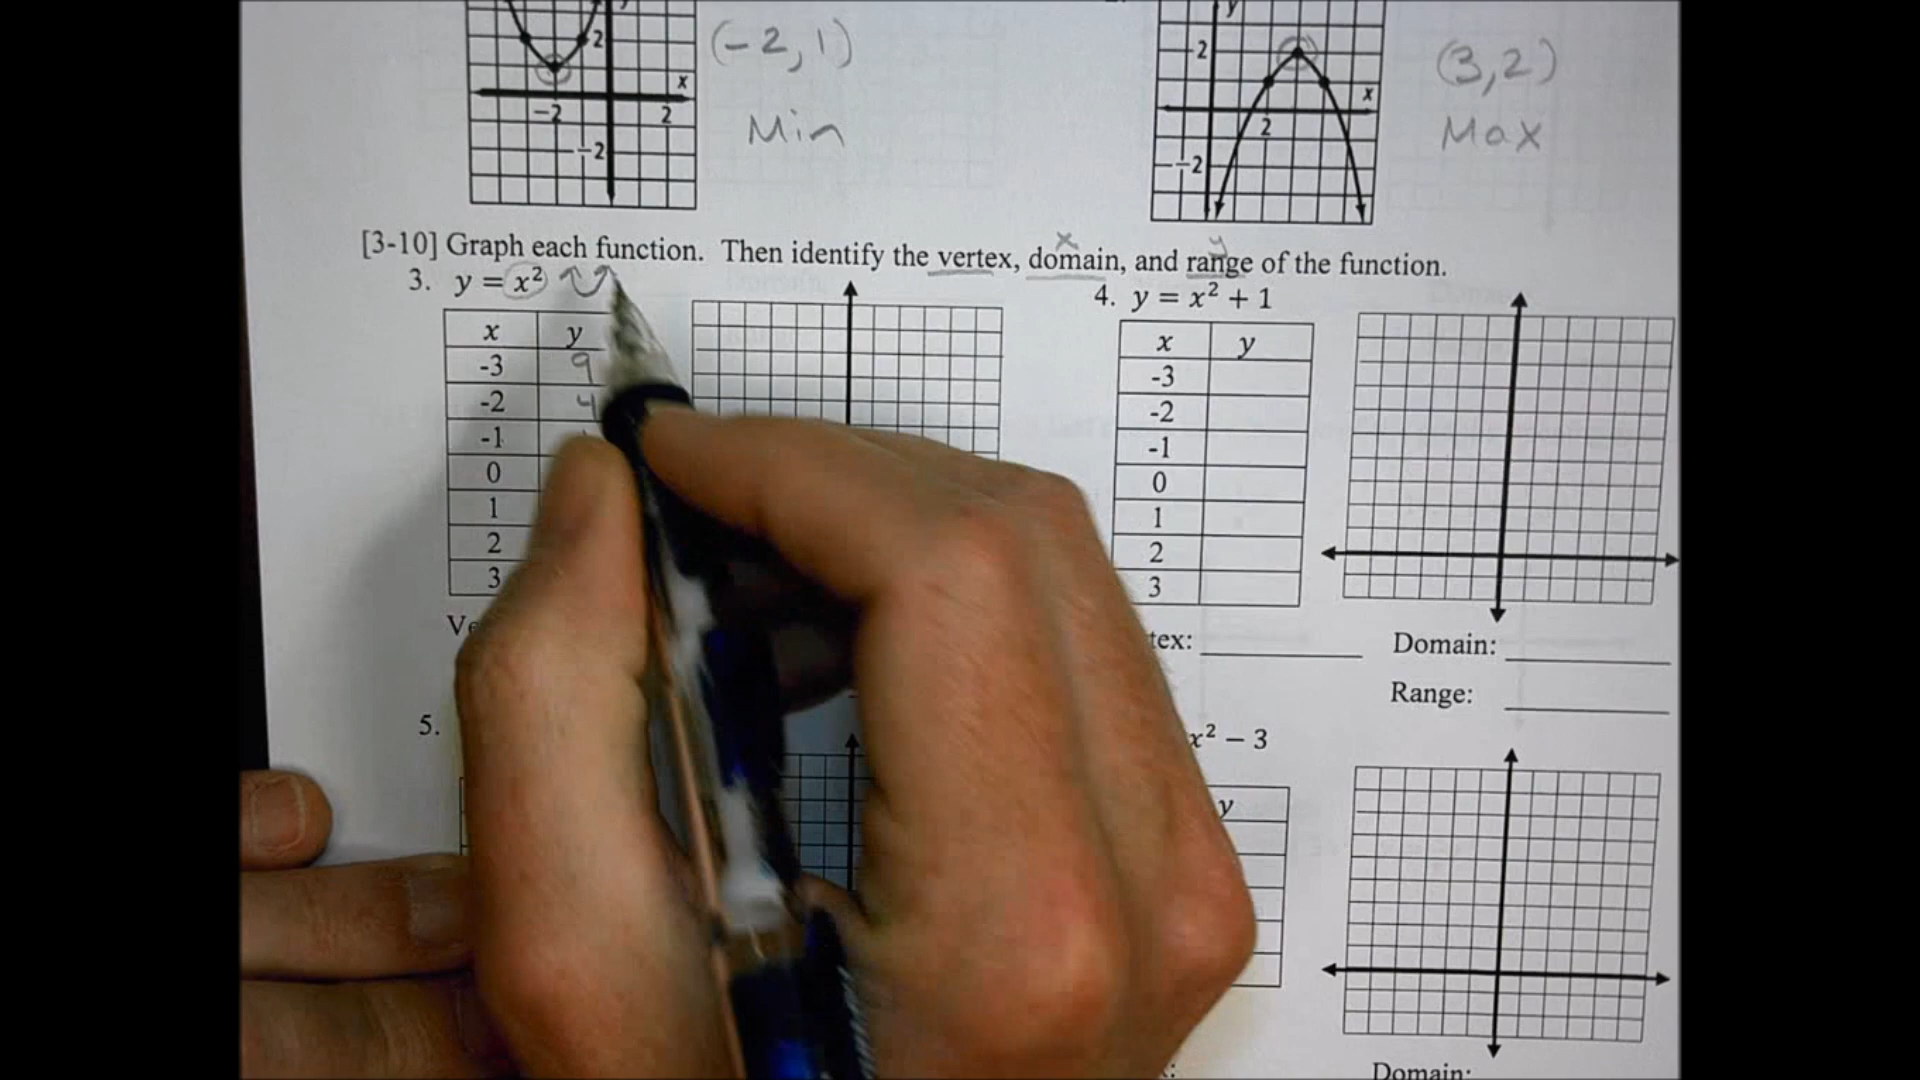 y
2
x
-2
2
-2
(-2,1)
Min
y
2
x
2
-2
(3,2)
Max
x
y
[3-10] Graph each function. Then identify the vertex, domain, and range of the function.
3. y = x²
x y
-3 9
-2 4
-1
0
1
2
3
4. y = x² + 1
x y
-3
-2
-1
0
1
2
3
tex:
Domain:
Range:
5.
x² − 3
y
Domain: